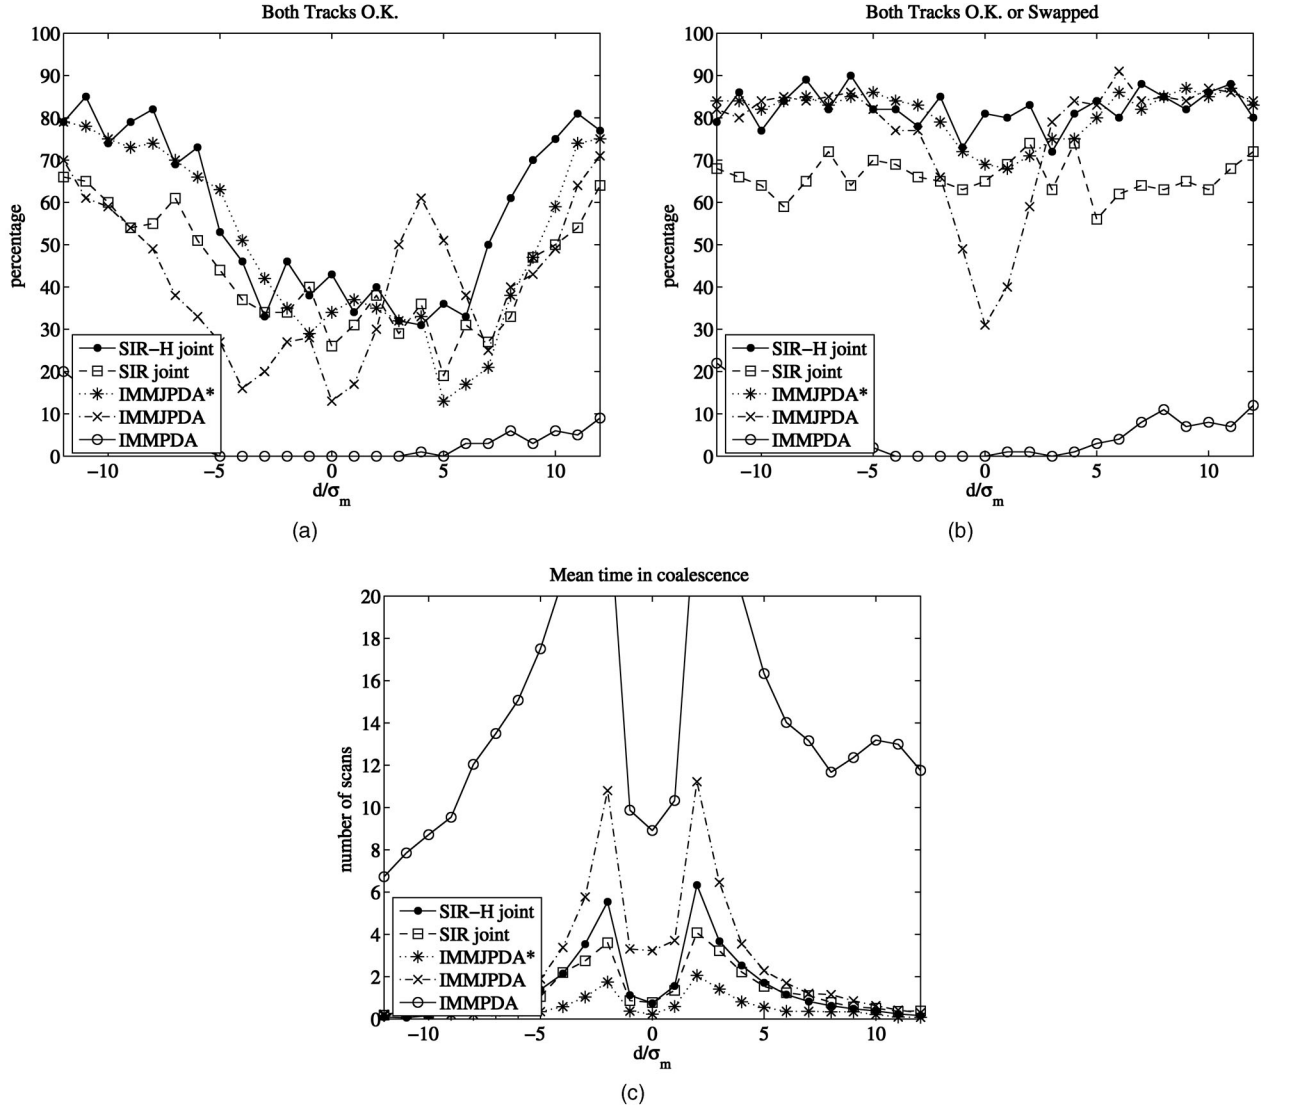 Both Tracks O.K.
100
90
80
70
60
50
40
30
20
10
0
percentage
SIR−H joint
SIR joint
IMMJPDA*
IMMJPDA
IMMPDA
−10
−5
0
5
10
d/σm
(a)
Both Tracks O.K. or Swapped
100
90
80
70
60
50
40
30
20
10
0
percentage
SIR−H joint
SIR joint
IMMJPDA*
IMMJPDA
IMMPDA
−10
−5
0
5
10
d/σm
(b)
Mean time in coalescence
20
18
16
14
12
10
8
6
4
2
0
number of scans
SIR−H joint
SIR joint
IMMJPDA*
IMMJPDA
IMMPDA
−10
−5
0
5
10
d/σm
(c)